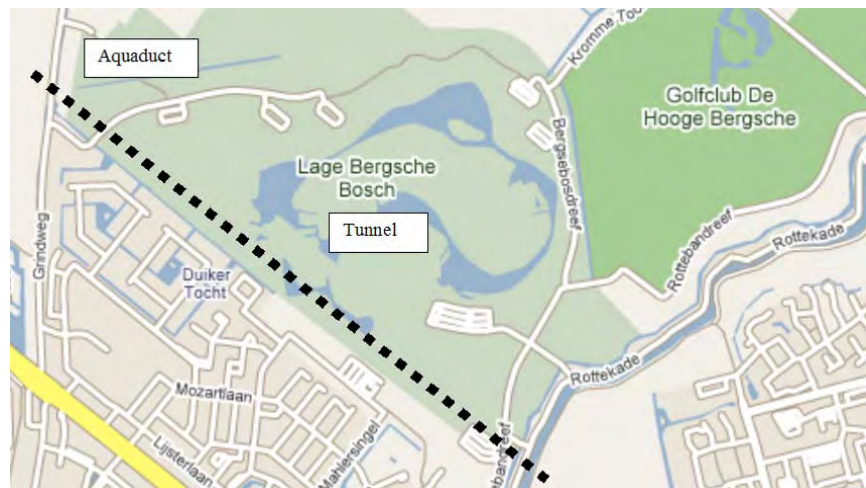 Aquaduct
Kromme Toc
Golfclub De
Hooge Bergsche
Bergsebosdreef
Lage Bergsche
Bosch
Tunnel
Grindweg
Rottebandreef
Rottekade
Duiker
Tocht
Mozartlaan
Rottekade
Lijsterlaan
Mahlersingel
ebandreef